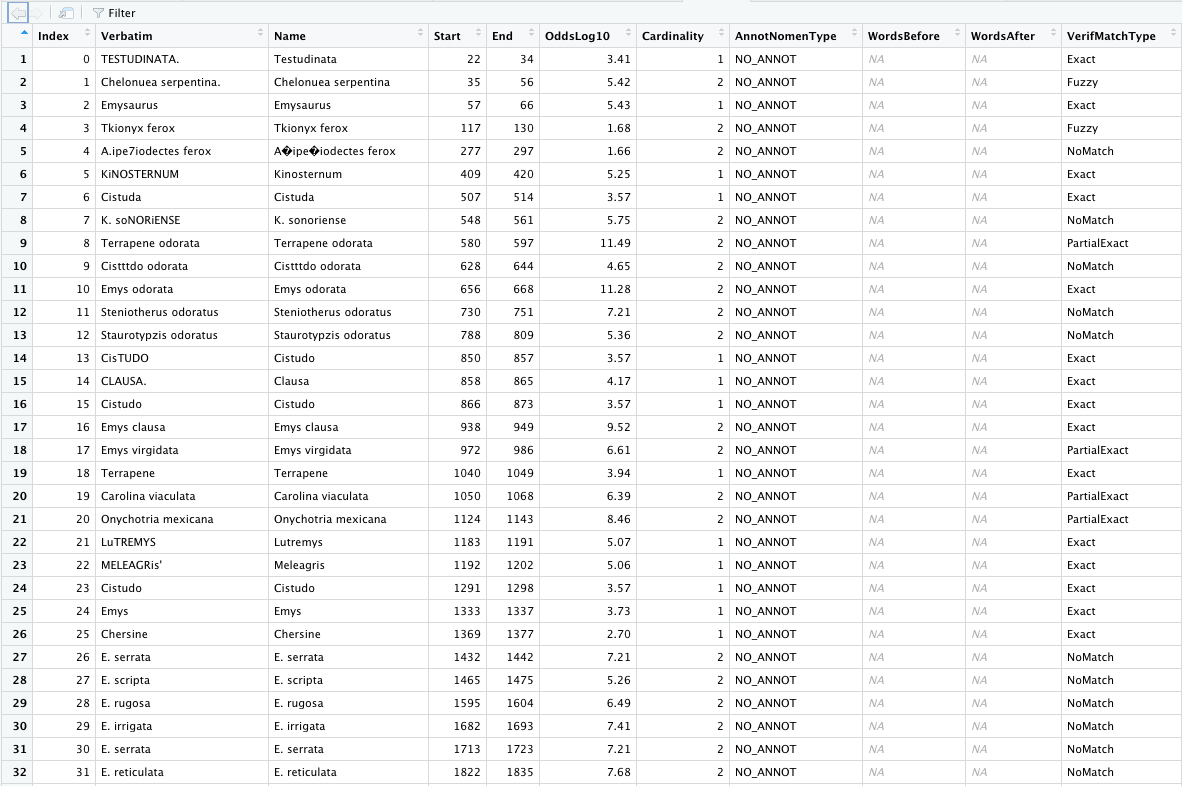 Filter
Index Verbatim Name Start End OddsLog10 Cardinality AnnotNomenType WordsBefore WordsAfter VerifMatchType
1 0 TESTUDINATA. Testudinata 22 34 3.41 1 NO_ANNOT NA NA Exact
2 1 Chelonuea serpentina. Chelonuea serpentina 35 56 5.42 2 NO_ANNOT NA NA Fuzzy
3 2 Emysaurus Emysaurus 57 66 5.43 1 NO_ANNOT NA NA Exact
4 3 Tkionyx ferox Tkionyx ferox 117 130 1.68 2 NO_ANNOT NA NA Fuzzy
5 4 A.ipe7iodectes ferox A�ipe�iodectes ferox 277 297 1.66 2 NO_ANNOT NA NA NoMatch
6 5 KiNOSTERNUM Kinosternum 409 420 5.25 1 NO_ANNOT NA NA Exact
7 6 Cistuda Cistuda 507 514 3.57 1 NO_ANNOT NA NA Exact
8 7 K. soNORiENSE K. sonoriense 548 561 5.75 2 NO_ANNOT NA NA NoMatch
9 8 Terrapene odorata Terrapene odorata 580 597 11.49 2 NO_ANNOT NA NA PartialExact
10 9 Cistttdo odorata Cistttdo odorata 628 644 4.65 2 NO_ANNOT NA NA NoMatch
11 10 Emys odorata Emys odorata 656 668 11.28 2 NO_ANNOT NA NA Exact
12 11 Steniotherus odoratus Steniotherus odoratus 730 751 7.21 2 NO_ANNOT NA NA NoMatch
13 12 Staurotypzis odoratus Staurotypzis odoratus 788 809 5.36 2 NO_ANNOT NA NA NoMatch
14 13 CisTUDO Cistudo 850 857 3.57 1 NO_ANNOT NA NA Exact
15 14 CLAUSA. Clausa 858 865 4.17 1 NO_ANNOT NA NA Exact
16 15 Cistudo Cistudo 866 873 3.57 1 NO_ANNOT NA NA Exact
17 16 Emys clausa Emys clausa 938 949 9.52 2 NO_ANNOT NA NA Exact
18 17 Emys virgidata Emys virgidata 972 986 6.61 2 NO_ANNOT NA NA PartialExact
19 18 Terrapene Terrapene 1040 1049 3.94 1 NO_ANNOT NA NA Exact
20 19 Carolina viaculata Carolina viaculata 1050 1068 6.39 2 NO_ANNOT NA NA PartialExact
21 20 Onychotria mexicana Onychotria mexicana 1124 1143 8.46 2 NO_ANNOT NA NA PartialExact
22 21 LuTREMYS Lutremys 1183 1191 5.07 1 NO_ANNOT NA NA Exact
23 22 MELEAGRis' Meleagris 1192 1202 5.06 1 NO_ANNOT NA NA Exact
24 23 Cistudo Cistudo 1291 1298 3.57 1 NO_ANNOT NA NA Exact
25 24 Emys Emys 1333 1337 3.73 1 NO_ANNOT NA NA Exact
26 25 Chersine Chersine 1369 1377 2.70 1 NO_ANNOT NA NA Exact
27 26 E. serrata E. serrata 1432 1442 7.21 2 NO_ANNOT NA NA NoMatch
28 27 E. scripta E. scripta 1465 1475 5.26 2 NO_ANNOT NA NA NoMatch
29 28 E. rugosa E. rugosa 1595 1604 6.49 2 NO_ANNOT NA NA NoMatch
30 29 E. irrigata E. irrigata 1682 1693 7.41 2 NO_ANNOT NA NA NoMatch
31 30 E. serrata E. serrata 1713 1723 7.21 2 NO_ANNOT NA NA NoMatch
32 31 E. reticulata E. reticulata 1822 1835 7.68 2 NO_ANNOT NA NA NoMatch